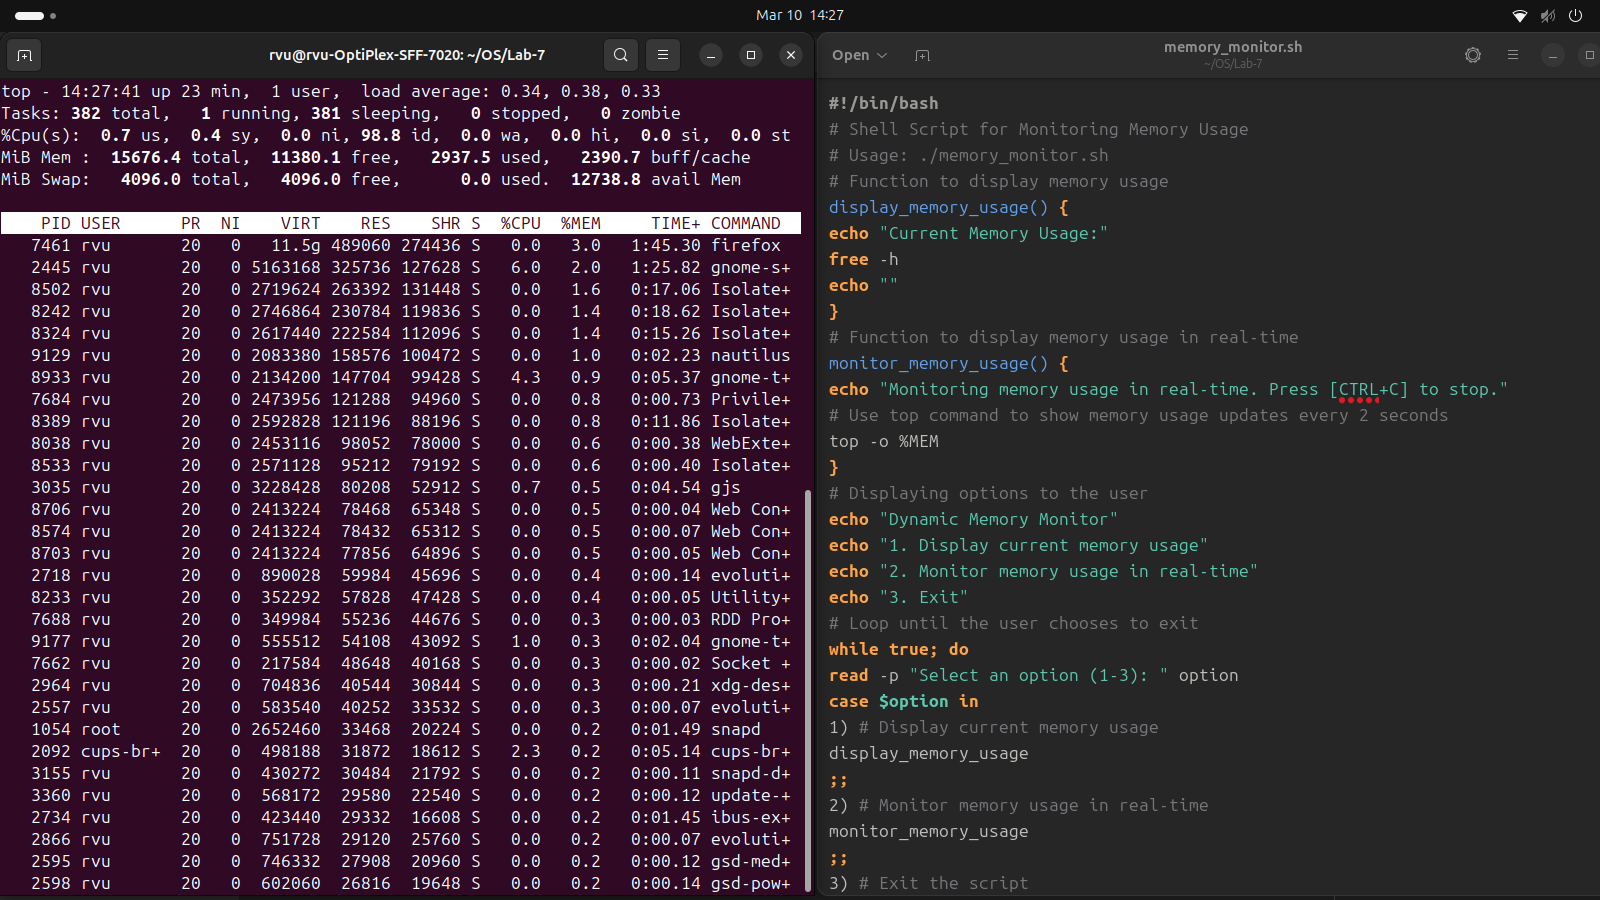 Mar 10 14:27
rvu@rvu-OptiPlex-SFF-7020: ~/OS/Lab-7
top - 14:27:41 up 23 min,  1 user,  load average: 0.34, 0.38, 0.33
Tasks: 382 total,   1 running, 381 sleeping,   0 stopped,   0 zombie
%Cpu(s):  0.7 us,  0.4 sy,  0.0 ni, 98.8 id,  0.0 wa,  0.0 hi,  0.0 si,  0.0 st
MiB Mem :  15676.4 total,  11380.1 free,   2937.5 used,   2390.7 buff/cache
MiB Swap:   4096.0 total,   4096.0 free,      0.0 used.  12738.8 avail Mem
PID USER      PR  NI    VIRT    RES    SHR S  %CPU  %MEM     TIME+ COMMAND
7461 rvu       20   0   11.5g 489060 274436 S   0.0   3.0   1:45.30 firefox
2445 rvu       20   0 5163168 325736 127628 S   6.0   2.0   1:25.82 gnome-s+
8502 rvu       20   0 2719624 263392 131448 S   0.0   1.6   0:17.06 Isolate+
8242 rvu       20   0 2746864 230784 119836 S   0.0   1.4   0:18.62 Isolate+
8324 rvu       20   0 2617440 222584 112096 S   0.0   1.4   0:15.26 Isolate+
9129 rvu       20   0 2083380 158576 100472 S   0.0   1.0   0:02.23 nautilus
8933 rvu       20   0 2134200 147704  99428 S   4.3   0.9   0:05.37 gnome-t+
7684 rvu       20   0 2473956 121288  94960 S   0.0   0.8   0:00.73 Privile+
8389 rvu       20   0 2592828 121196  88196 S   0.0   0.8   0:11.86 Isolate+
8038 rvu       20   0 2453116  98052  78000 S   0.0   0.6   0:00.38 WebExte+
8533 rvu       20   0 2571128  95212  79192 S   0.0   0.6   0:00.40 Isolate+
3035 rvu       20   0 3228428  80208  52912 S   0.7   0.5   0:04.54 gjs
8706 rvu       20   0 2413224  78468  65348 S   0.0   0.5   0:00.04 Web Con+
8574 rvu       20   0 2413224  78432  65312 S   0.0   0.5   0:00.07 Web Con+
8703 rvu       20   0 2413224  77856  64896 S   0.0   0.5   0:00.05 Web Con+
2718 rvu       20   0  890028  59984  45696 S   0.0   0.4   0:00.14 evoluti+
8233 rvu       20   0  352292  57828  47428 S   0.0   0.4   0:00.05 Utility+
7688 rvu       20   0  349984  55236  44676 S   0.0   0.3   0:00.03 RDD Pro+
9177 rvu       20   0  555512  54108  43092 S   1.0   0.3   0:02.04 gnome-t+
7662 rvu       20   0  217584  48648  40168 S   0.0   0.3   0:00.02 Socket +
2964 rvu       20   0  704836  40544  30844 S   0.0   0.3   0:00.21 xdg-des+
2557 rvu       20   0  583540  40252  33532 S   0.0   0.3   0:00.07 evoluti+
1054 root      20   0 2652460  33468  20224 S   0.0   0.2   0:01.49 snapd
2092 cups-br+  20   0  498188  31872  18612 S   2.3   0.2   0:05.14 cups-br+
3155 rvu       20   0  430272  30484  21792 S   0.0   0.2   0:00.11 snapd-d+
3360 rvu       20   0  568172  29580  22540 S   0.0   0.2   0:00.12 update-+
2734 rvu       20   0  423440  29332  16608 S   0.0   0.2   0:01.45 ibus-ex+
2866 rvu       20   0  751728  29120  25760 S   0.0   0.2   0:00.07 evoluti+
2595 rvu       20   0  746332  27908  20960 S   0.0   0.2   0:00.12 gsd-med+
2598 rvu       20   0  602060  26816  19648 S   0.0   0.2   0:00.14 gsd-pow+
Open
memory_monitor.sh
~/OS/Lab-7
#!/bin/bash
# Shell Script for Monitoring Memory Usage
# Usage: ./memory_monitor.sh
# Function to display memory usage
display_memory_usage() {
echo "Current Memory Usage:"
free -h
echo ""
}
# Function to display memory usage in real-time
monitor_memory_usage() {
echo "Monitoring memory usage in real-time. Press [CTRL+C] to stop."
# Use top command to show memory usage updates every 2 seconds
top -o %MEM
}
# Displaying options to the user
echo "Dynamic Memory Monitor"
echo "1. Display current memory usage"
echo "2. Monitor memory usage in real-time"
echo "3. Exit"
# Loop until the user chooses to exit
while true; do
read -p "Select an option (1-3): " option
case $option in
1) # Display current memory usage
display_memory_usage
;;
2) # Monitor memory usage in real-time
monitor_memory_usage
;;
3) # Exit the script